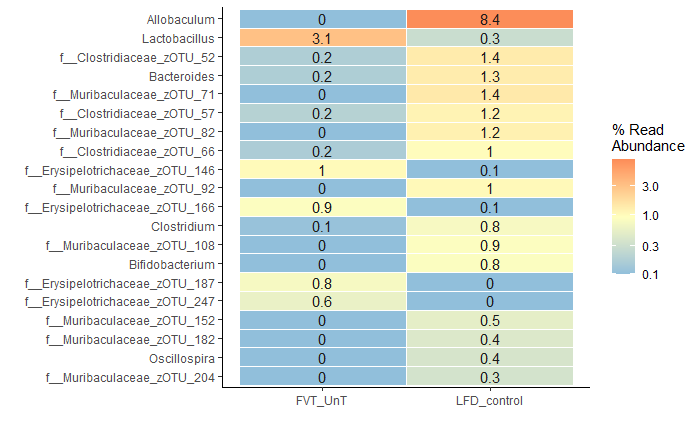 Allobaculum 0 8.4
Lactobacillus 3.1 0.3
f__Clostridiaceae_zOTU_52 0.2 1.4
Bacteroides 0.2 1.3
f__Muribaculaceae_zOTU_71 0 1.4
f__Clostridiaceae_zOTU_57 0.2 1.2
f__Muribaculaceae_zOTU_82 0 1.2
f__Clostridiaceae_zOTU_66 0.2 1
f__Erysipelotrichaceae_zOTU_146 1 0.1
f__Muribaculaceae_zOTU_92 0 1
f__Erysipelotrichaceae_zOTU_166 0.9 0.1
Clostridium 0.1 0.8
f__Muribaculaceae_zOTU_108 0 0.9
Bifidobacterium 0 0.8
f__Erysipelotrichaceae_zOTU_187 0.8 0
f__Erysipelotrichaceae_zOTU_247 0.6 0
f__Muribaculaceae_zOTU_152 0 0.5
f__Muribaculaceae_zOTU_182 0 0.4
Oscillospira 0 0.4
f__Muribaculaceae_zOTU_204 0 0.3
FVT_UnT LFD_control
% Read
Abundance
3.0
1.0
0.3
0.1